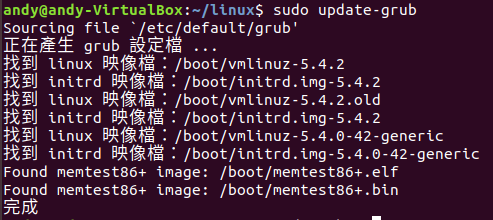 andy@andy-VirtualBox:~/linux$ sudo update-grub
Sourcing file `/etc/default/grub'
正在產生 grub 設定檔 ...
找到 linux 映像檔：/boot/vmlinuz-5.4.2
找到 initrd 映像檔：/boot/initrd.img-5.4.2
找到 linux 映像檔：/boot/vmlinuz-5.4.2.old
找到 initrd 映像檔：/boot/initrd.img-5.4.2
找到 linux 映像檔：/boot/vmlinuz-5.4.0-42-generic
找到 initrd 映像檔：/boot/initrd.img-5.4.0-42-generic
Found memtest86+ image: /boot/memtest86+.elf
Found memtest86+ image: /boot/memtest86+.bin
完成